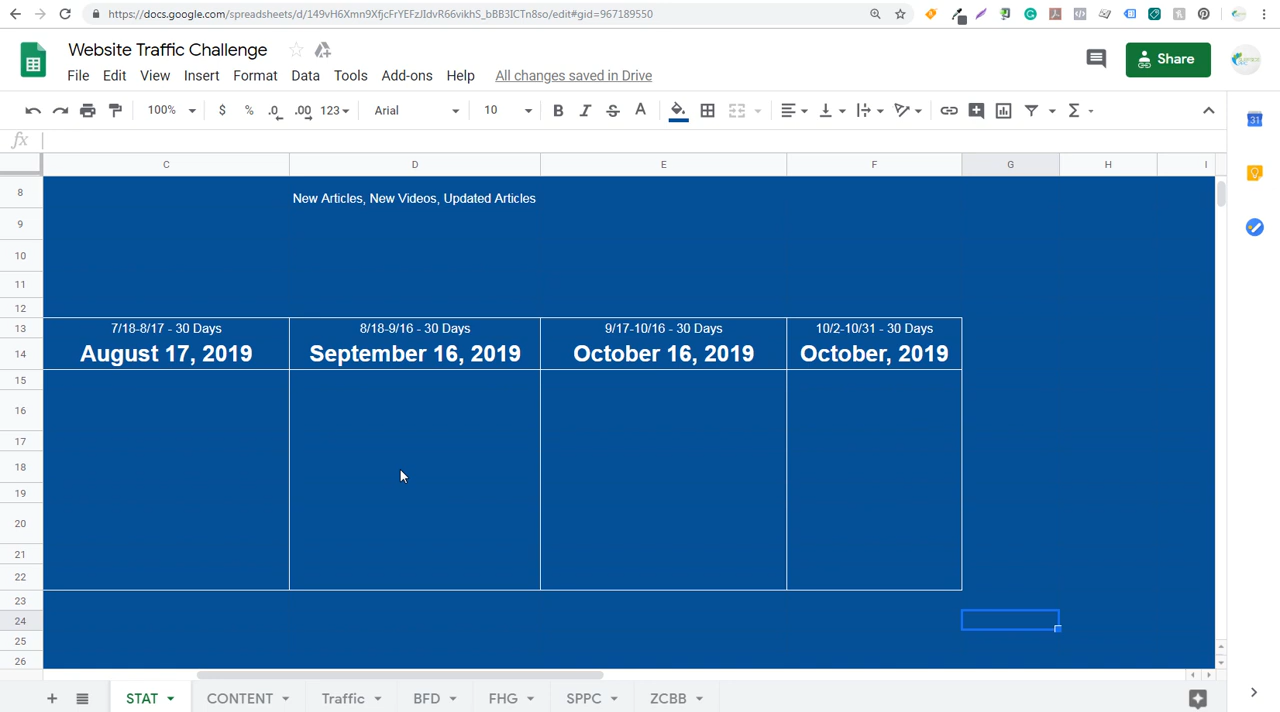 https://docs.google.com/spreadsheets/d/149vH6Xmn9XfjcFrYEFzJIdvR66vikhS_bBB3ICTn8so/edit#gid=967189550
Website Traffic Challenge
File Edit View Insert Format Data Tools Add-ons Help All changes saved in Drive
Share
100% $ % .0 .00 123 Arial 10 B I S A Σ
fx
C D E F G H I
8 New Articles, New Videos, Updated Articles
9
10
11
12
13 7/18-8/17 - 30 Days 8/18-9/16 - 30 Days 9/17-10/16 - 30 Days 10/2-10/31 - 30 Days
14 August 17, 2019 September 16, 2019 October 16, 2019 October, 2019
15
16
17
18
19
20
21
22
23
24
25
26
STAT CONTENT Traffic BFD FHG SPPC ZCBB
31